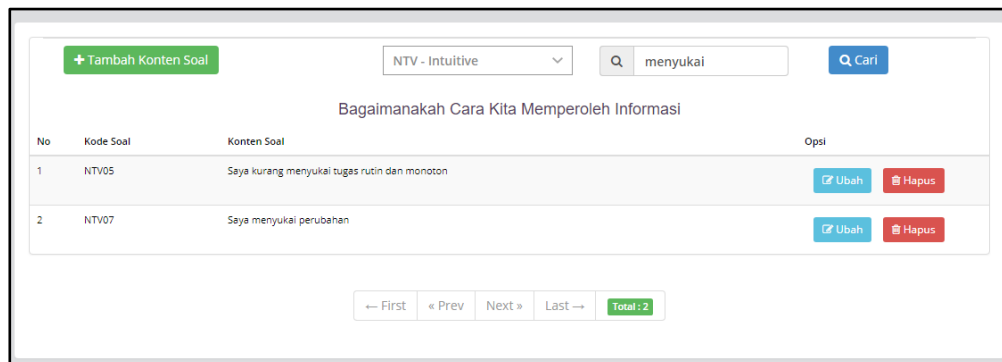 + Tambah Konten Soal NTV - Intuitive menyukai Cari
Bagaimanakah Cara Kita Memperoleh Informasi
No Kode Soal Konten Soal Opsi
1 NTV05 Saya kurang menyukai tugas rutin dan monoton Ubah Hapus
2 NTV07 Saya menyukai perubahan Ubah Hapus
← First « Prev Next » Last → Total : 2